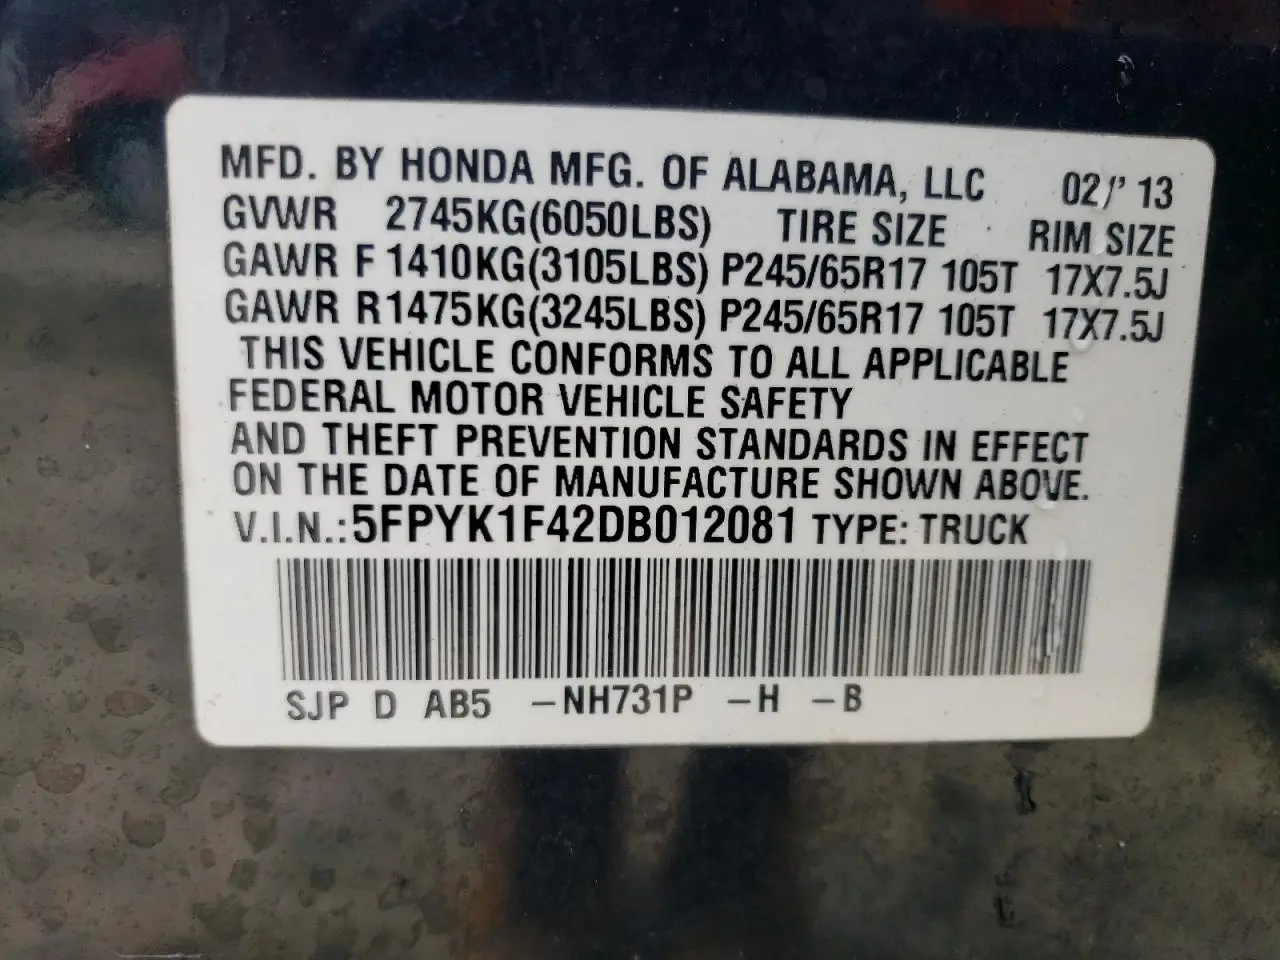 MFD. BY HONDA MFG. OF ALABAMA, LLC 02/' 13
GVWR 2745KG(6050LBS) TIRE SIZE RIM SIZE
GAWR F 1410KG(3105LBS) P245/65R17 105T 17X7.5J
GAWR R1475KG(3245LBS) P245/65R17 105T 17X7.5J
THIS VEHICLE CONFORMS TO ALL APPLICABLE
FEDERAL MOTOR VEHICLE SAFETY
AND THEFT PREVENTION STANDARDS IN EFFECT
ON THE DATE OF MANUFACTURE SHOWN ABOVE.
V.I.N.:5FPYK1F42DB012081 TYPE: TRUCK
SJP D AB5 -NH731P -H -B